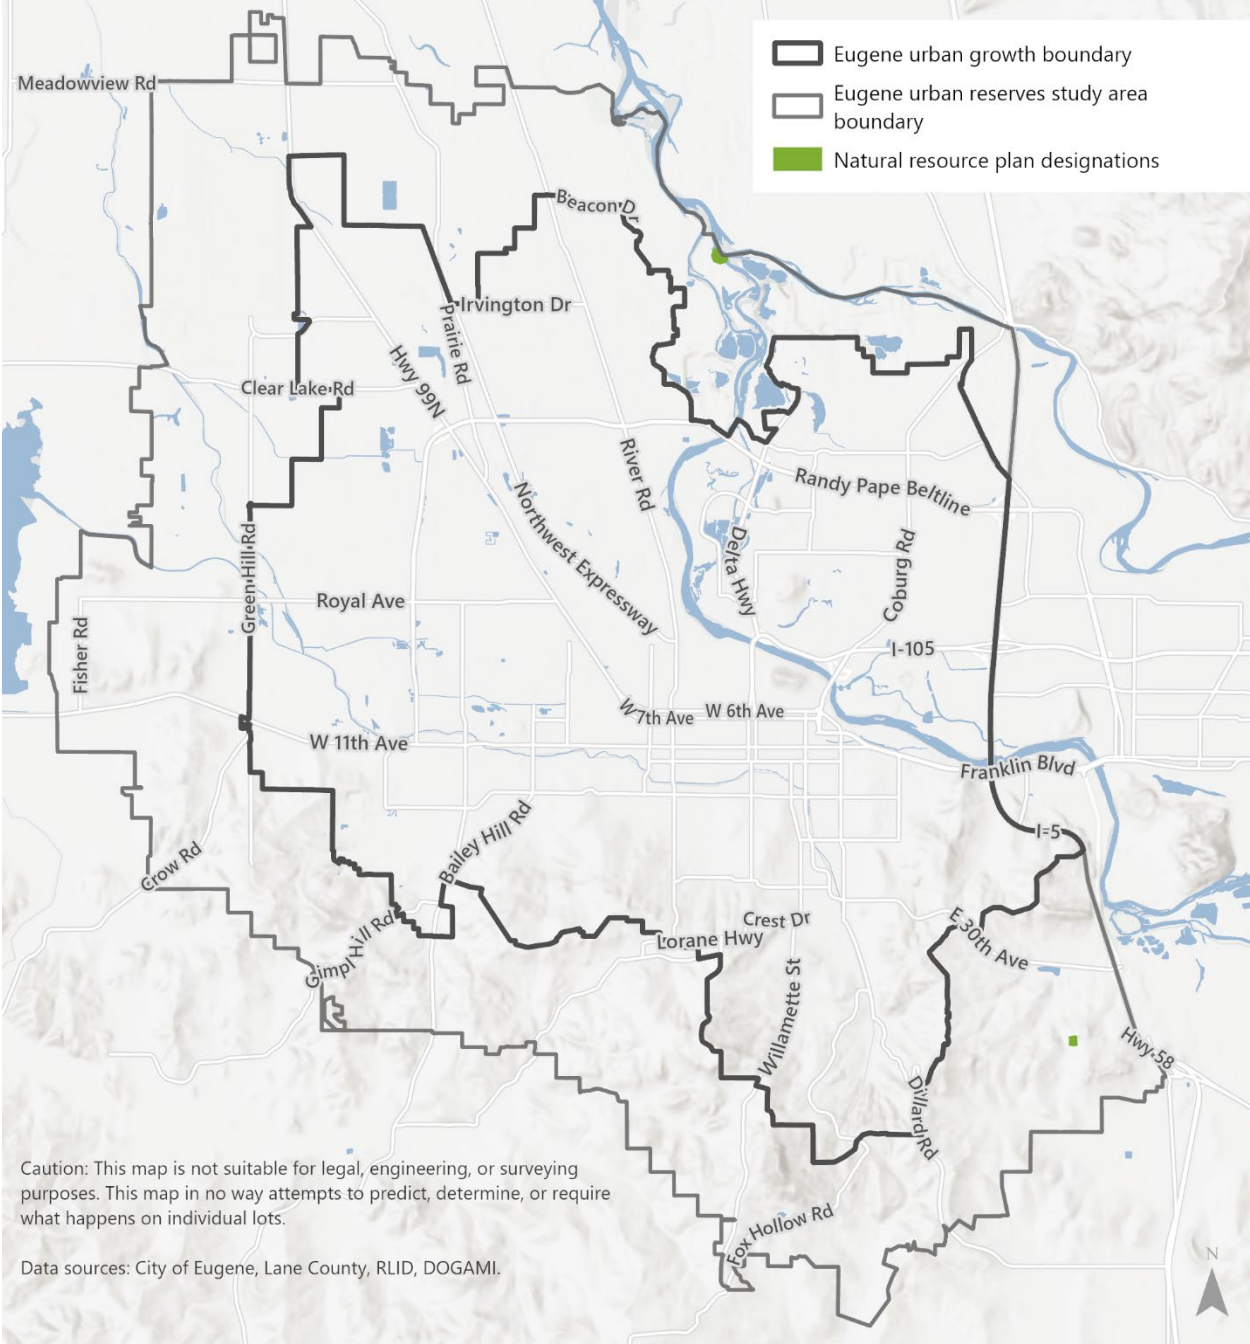 Eugene urban growth boundary
Eugene urban reserves study area
boundary
Natural resource plan designations
Meadowview Rd
Beacon Dr
Irvington Dr
Prairie Rd
Hwy 99N
Clear Lake Rd
River Rd
Randy Pape Beltline
Northwest Expressway
Delta Hwy
Coburg Rd
Green Hill Rd
Royal Ave
Fisher Rd
I-105
W 7th Ave
W 6th Ave
W 11th Ave
Franklin Blvd
Bailey Hill Rd
I-5
Crow Rd
Gimpl Hill Rd
Crest Dr
Lorane Hwy
E 30th Ave
Willamette St
Hwy 58
Dillard Rd
Fox Hollow Rd
Caution: This map is not suitable for legal, engineering, or surveying
purposes. This map in no way attempts to predict, determine, or require
what happens on individual lots.
Data sources: City of Eugene, Lane County, RLID, DOGAMI.
N